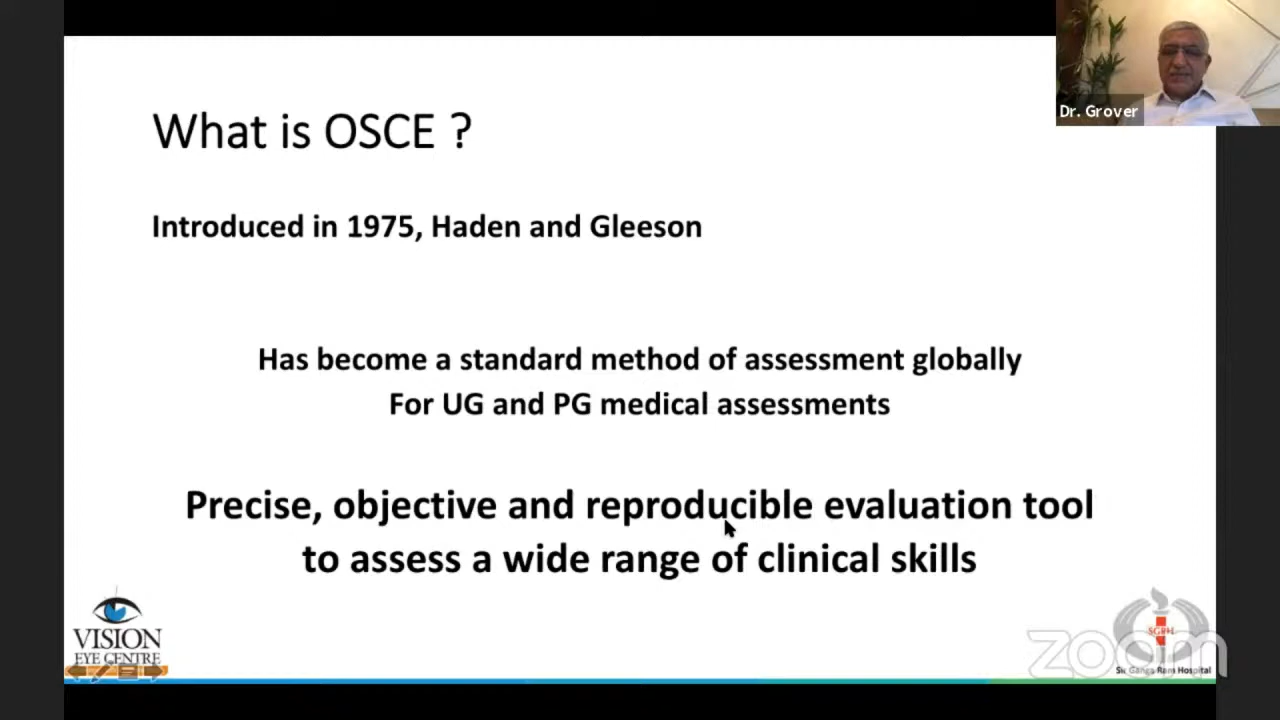 Dr. Grover
What is OSCE ?
Introduced in 1975, Haden and Gleeson
Has become a standard method of assessment globally
For UG and PG medical assessments
Precise, objective and reproducible evaluation tool
to assess a wide range of clinical skills
VISION
EYE CENTRE
SGRH
zoom
Sir Ganga Ram Hospital